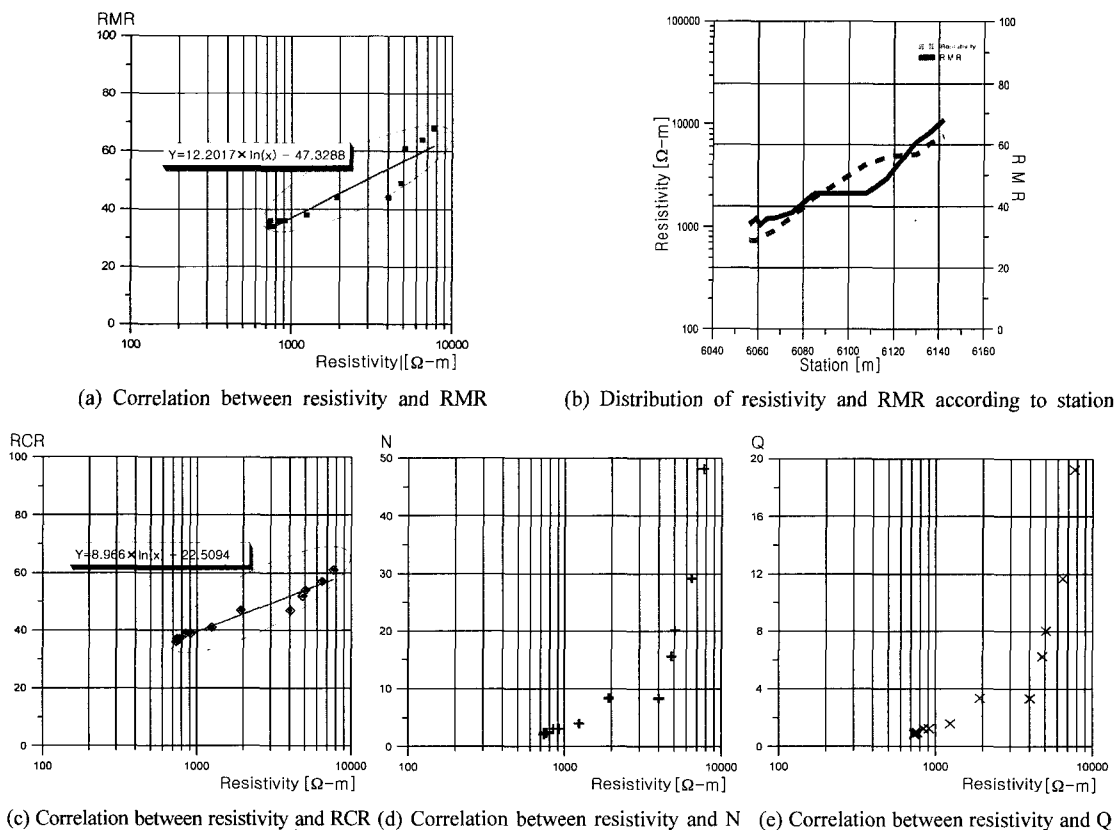 RMR
100
80
60
40
20
0
Y=12.2017×ln(x) - 47.3288
100
1000
10000
Resistivity[Ω-m]
(a) Correlation between resistivity and RMR
100000
10000
1000
100
Resistivity [Ω-m]
Resistivity
RMR
100
80
60
40
20
0
RMR
6040
6060
6080
6100
6120
6140
6160
Station [m]
(b) Distribution of resistivity and RMR according to station
RCR
100
80
60
40
20
0
Y=8.966×ln(x) - 22.5094
100
1000
10000
Resistivity [Ω-m]
(c) Correlation between resistivity and RCR
N
50
40
30
20
10
0
100
1000
10000
Resistivity [Ω-m]
(d) Correlation between resistivity and N
Q
20
16
12
8
4
0
100
1000
10000
Resistivity [Ω-m]
(e) Correlation between resistivity and Q